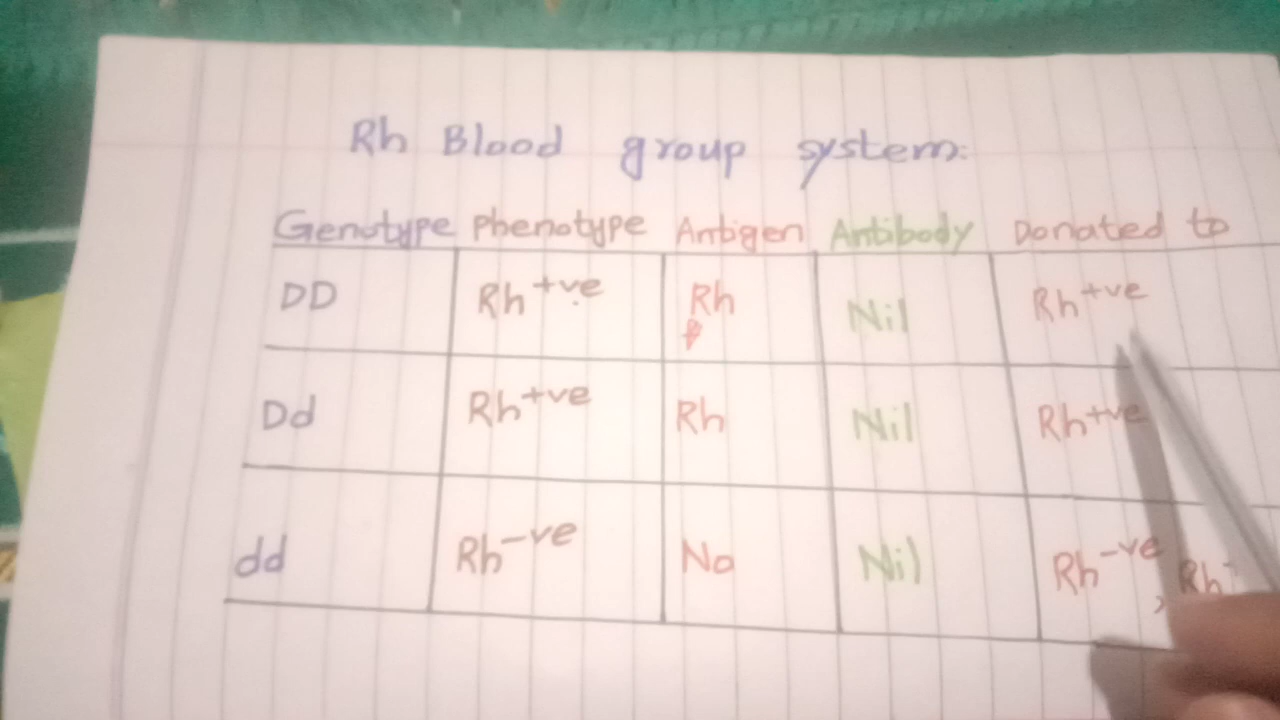 Rh Blood group system:
Genotype Phenotype Antigen Antibody Donated to
DD Rh+ve Rh Nil Rh+ve
Dd Rh+ve Rh Nil Rh+ve
dd Rh-ve No Nil Rh-ve, Rh